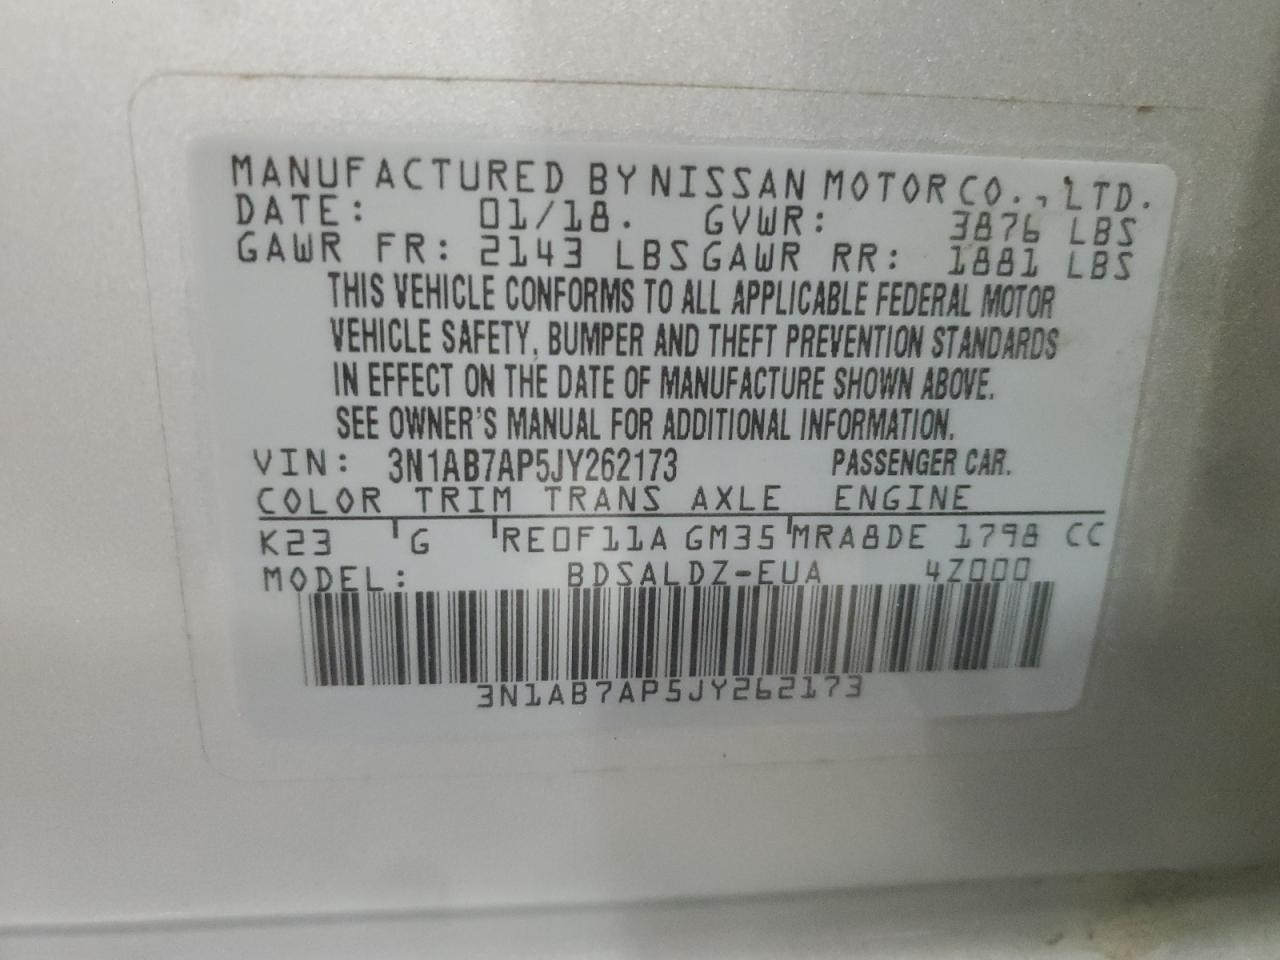 MANUFACTURED BY NISSAN MOTOR CO., LTD.
DATE: 01/18. GVWR: 3876 LBS
GAWR FR: 2143 LBS GAWR RR: 1881 LBS
THIS VEHICLE CONFORMS TO ALL APPLICABLE FEDERAL MOTOR
VEHICLE SAFETY, BUMPER AND THEFT PREVENTION STANDARDS
IN EFFECT ON THE DATE OF MANUFACTURE SHOWN ABOVE.
SEE OWNER'S MANUAL FOR ADDITIONAL INFORMATION.
VIN: 3N1AB7AP5JY262173 PASSENGER CAR.
COLOR TRIM TRANS AXLE ENGINE
K23 G RE0F11A GM35 MRA8DE 1798 CC
MODEL: BDSALDZ-EUA 4Z000
3N1AB7AP5JY262173